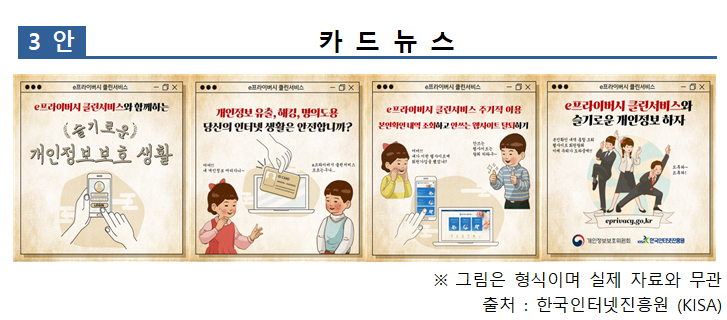 3 안
카 드 뉴 스
e프라이버시 클린서비스
e프라이버시 클린서비스와 함께하는
(슬기로운)
개인정보보호 생활
e프라이버시 클린서비스
개인정보 유출, 해킹, 명의도용
당신의 인터넷 생활은 안전합니까?
e프라이버시 클린서비스
e프라이버시 클린서비스 주기적 이용
본인확인 내역 조회하고 안쓰는 웹사이트 탈퇴하기
e프라이버시 클린서비스
e프라이버시 클린서비스와
슬기로운 개인정보 하자
eprivacy.go.kr
개인정보보호위원회
KISA 한국인터넷진흥원
※ 그림은 형식이며 실제 자료와 무관
출처 : 한국인터넷진흥원 (KISA)